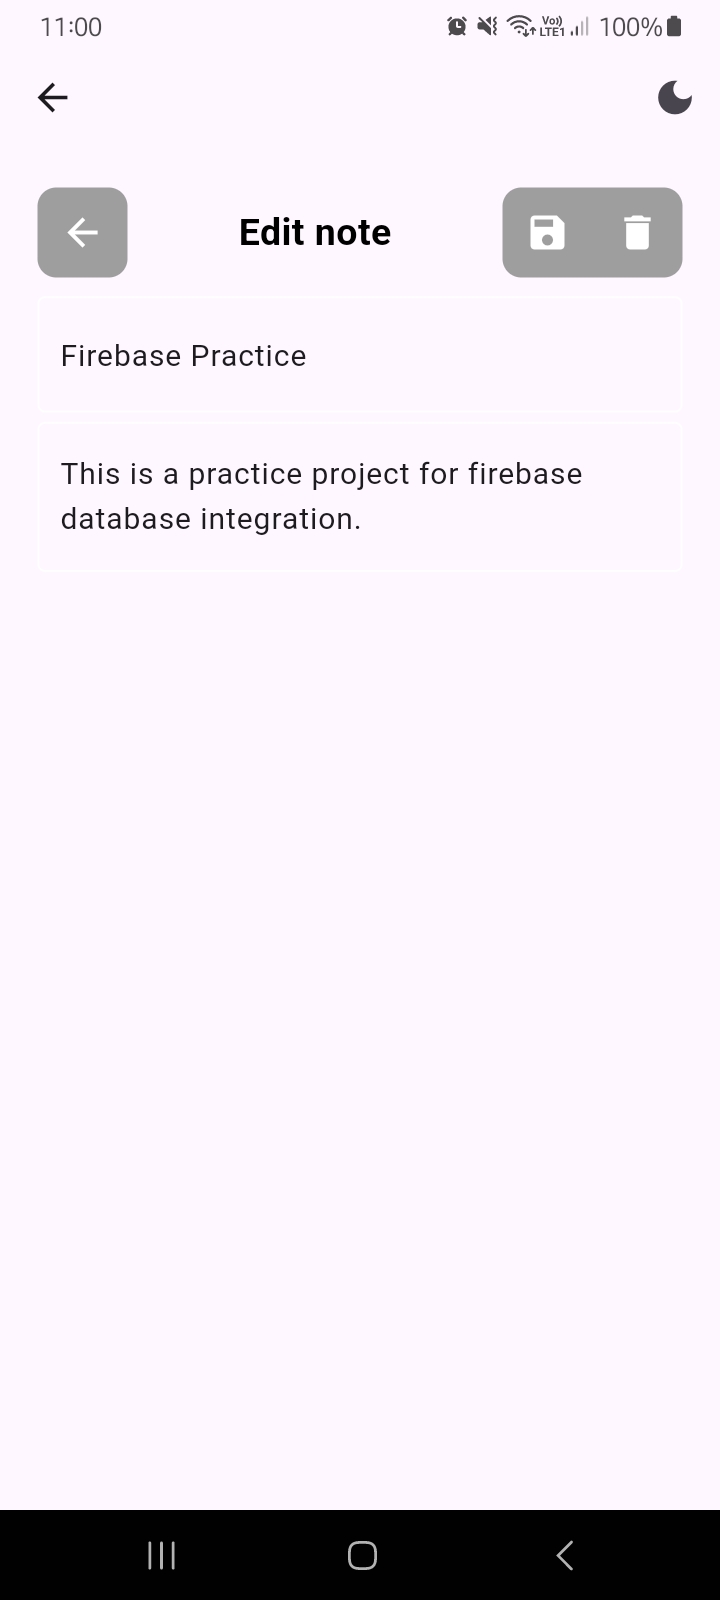 11:00
Vo))
LTE1
100%
Edit note
Firebase Practice
This is a practice project for firebase
database integration.